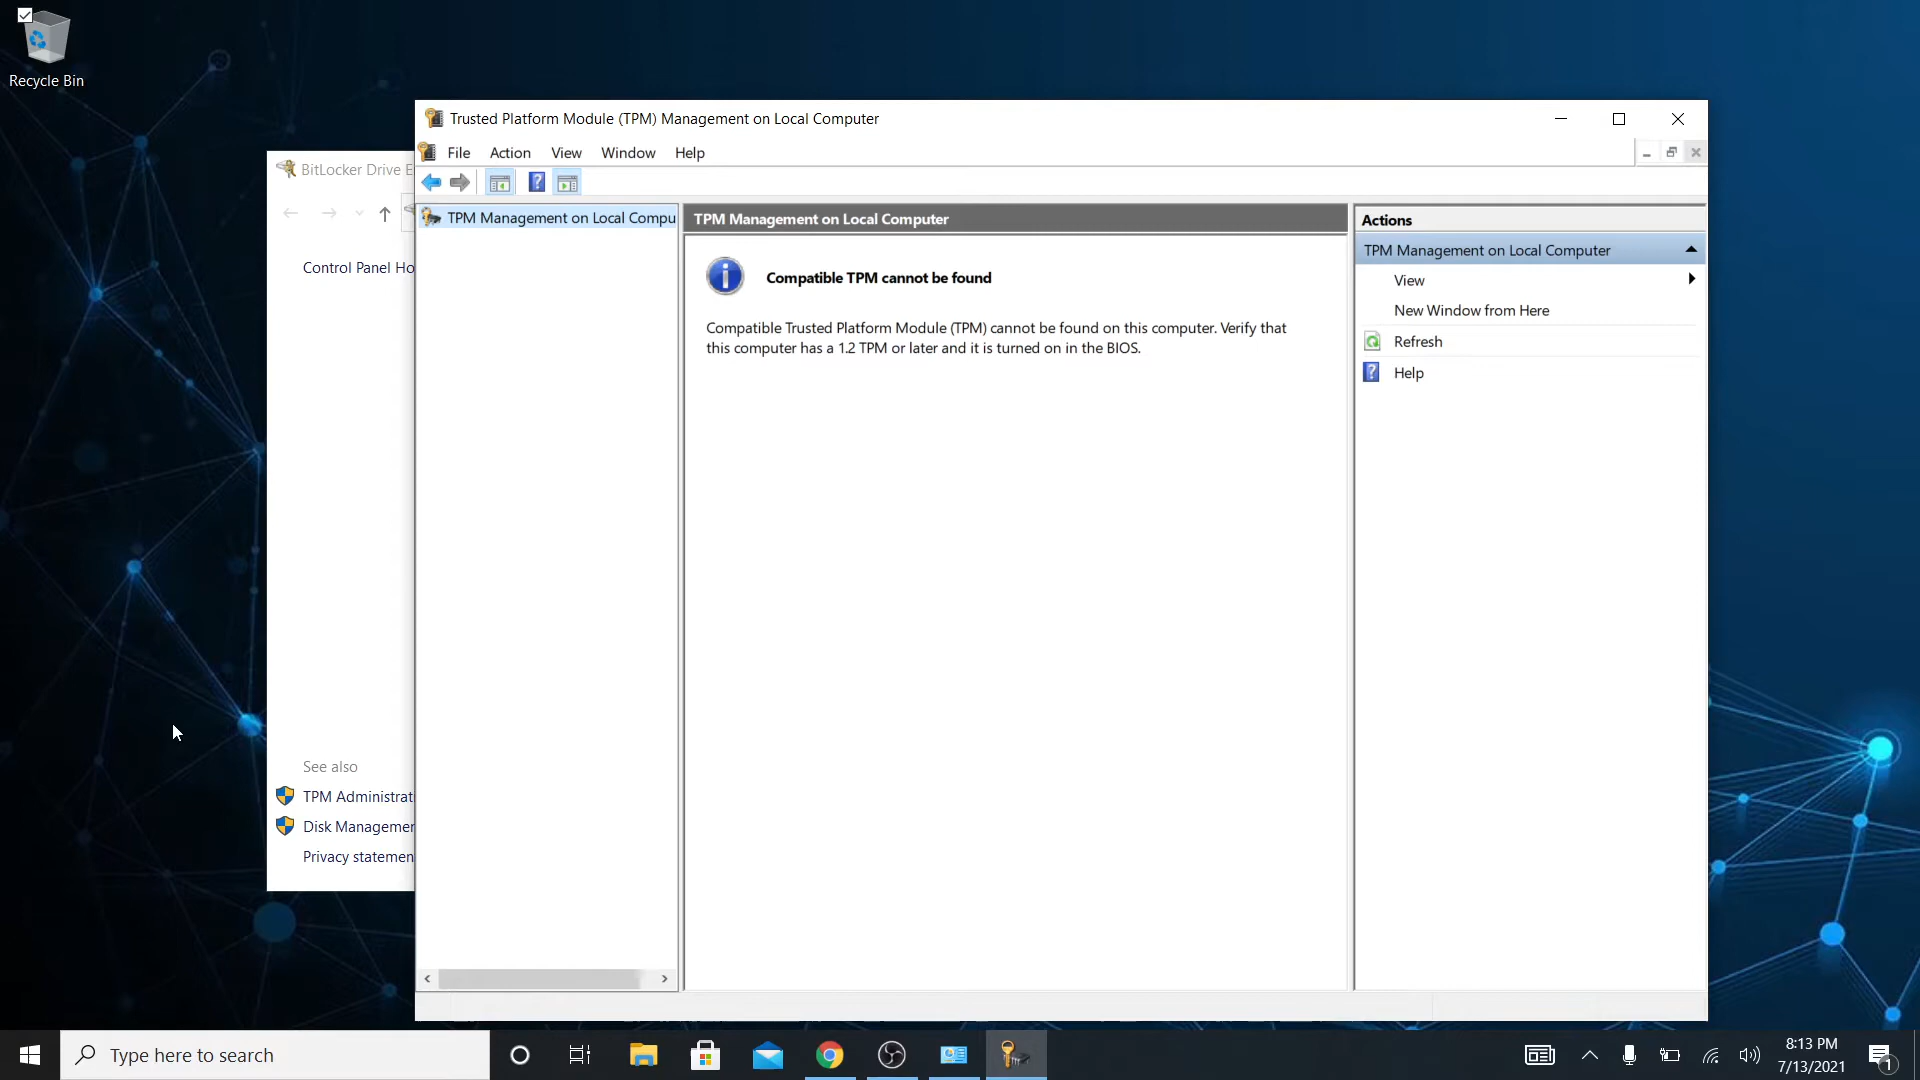 Recycle Bin
Trusted Platform Module (TPM) Management on Local Computer
File Action View Window Help
BitLocker Drive E
Control Panel Ho
See also
TPM Administrat
Disk Managemen
Privacy statemen
TPM Management on Local Compu
TPM Management on Local Computer
Compatible TPM cannot be found
Compatible Trusted Platform Module (TPM) cannot be found on this computer. Verify that
this computer has a 1.2 TPM or later and it is turned on in the BIOS.
Actions
TPM Management on Local Computer
View
New Window from Here
Refresh
Help
Type here to search
8:13 PM
7/13/2021
1